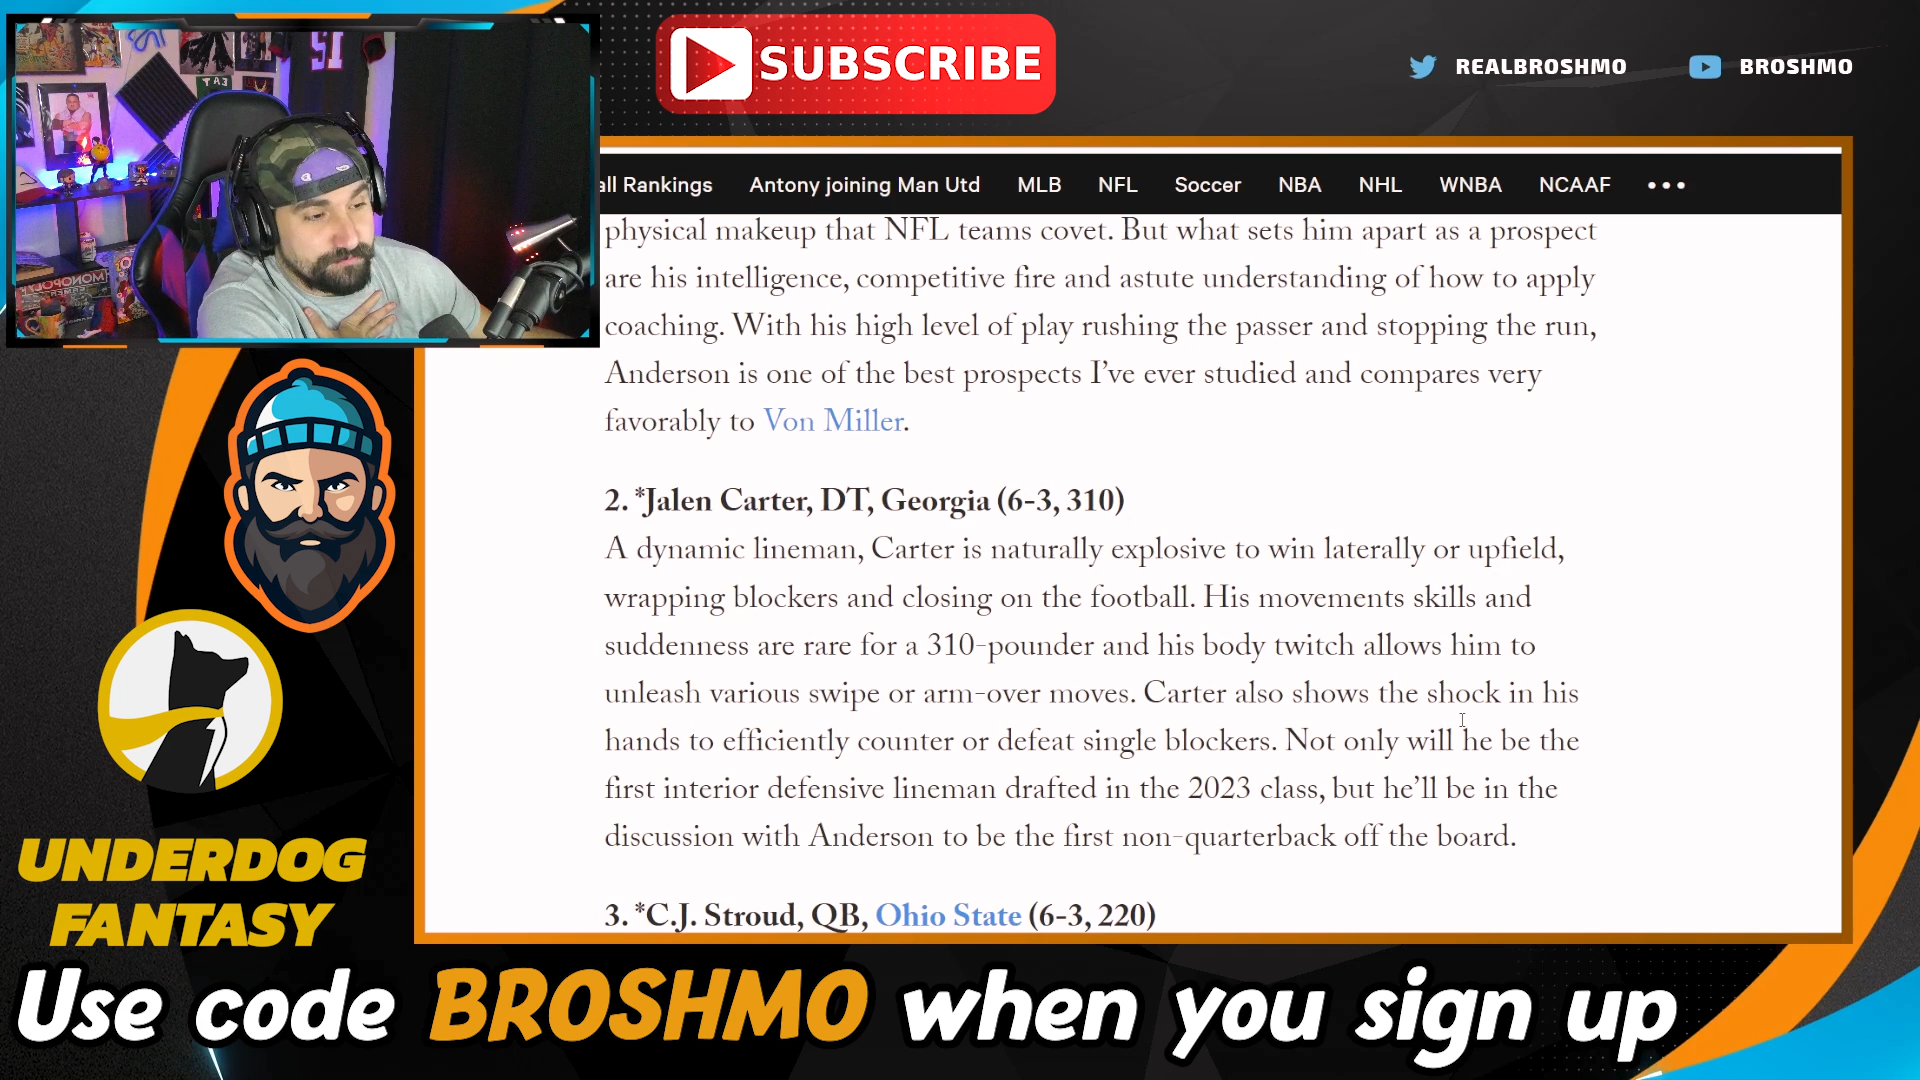 SUBSCRIBE
REALBROSHMO
BROSHMO
all Rankings
Antony joining Man Utd
MLB
NFL
Soccer
NBA
NHL
WNBA
NCAAF
physical makeup that NFL teams covet. But what sets him apart as a prospect
are his intelligence, competitive fire and astute understanding of how to apply
coaching. With his high level of play rushing the passer and stopping the run,
Anderson is one of the best prospects I’ve ever studied and compares very
favorably to Von Miller.
2. *Jalen Carter, DT, Georgia (6-3, 310)
A dynamic lineman, Carter is naturally explosive to win laterally or upfield,
wrapping blockers and closing on the football. His movements skills and
suddenness are rare for a 310-pounder and his body twitch allows him to
unleash various swipe or arm-over moves. Carter also shows the shock in his
hands to efficiently counter or defeat single blockers. Not only will he be the
first interior defensive lineman drafted in the 2023 class, but he’ll be in the
discussion with Anderson to be the first non-quarterback off the board.
3. *C.J. Stroud, QB, Ohio State (6-3, 220)
MONOPOLY
UNDERDOG
FANTASY
Use code BROSHMO when you sign up